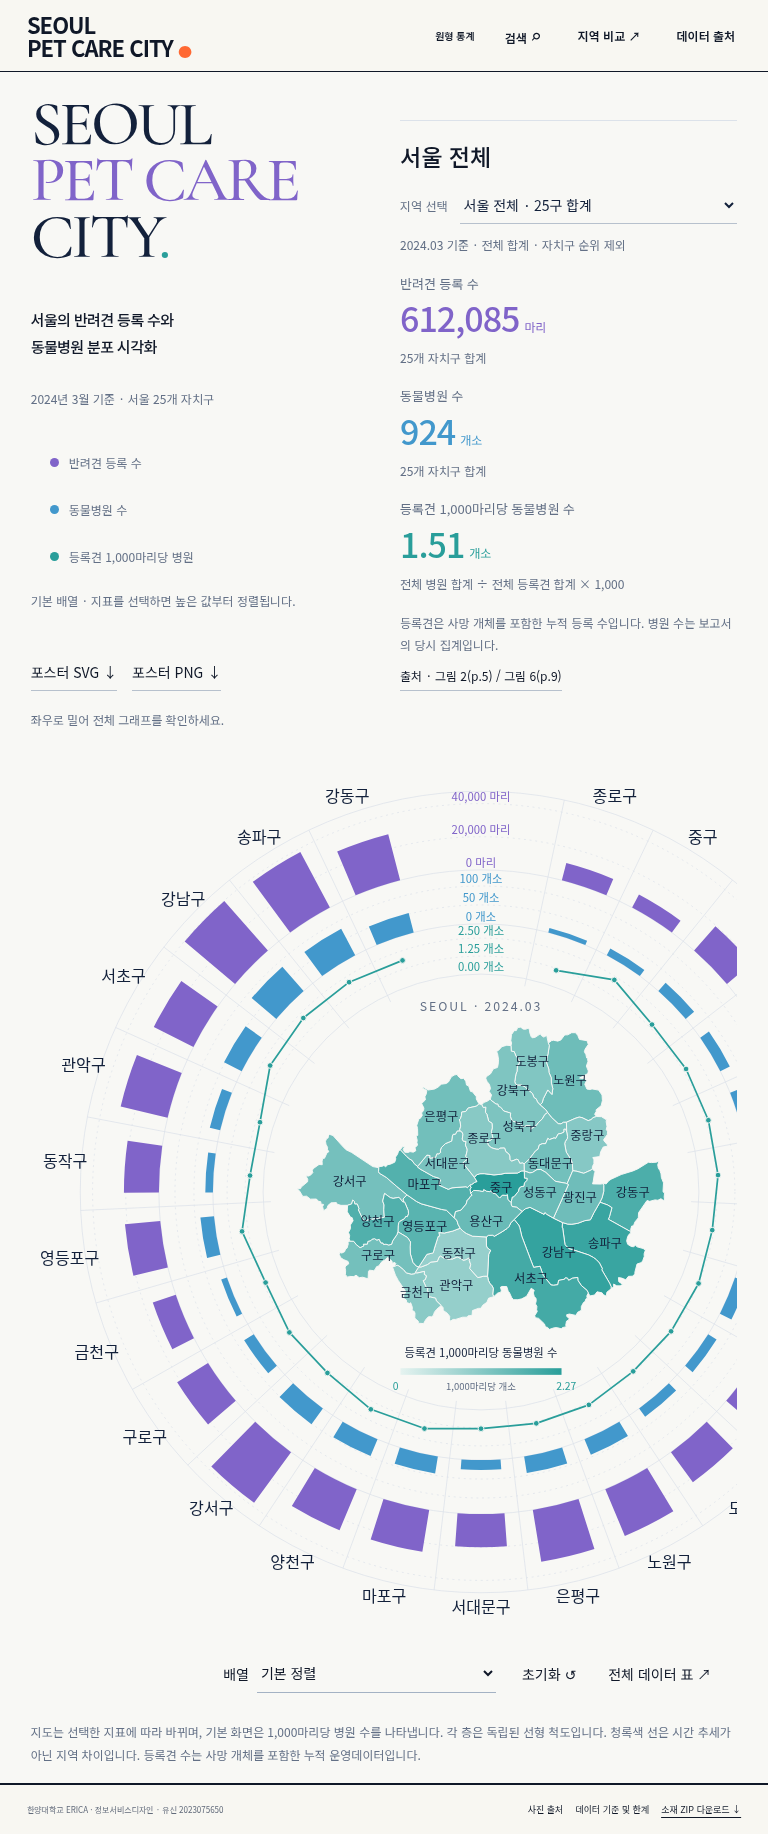 SEOUL
PET CARE CITY
원형 통계
검색 ⌕
지역 비교 ↗
데이터 출처
SEOUL
PET CARE
CITY.
서울의 반려견 등록 수와
동물병원 분포 시각화
2024년 3월 기준 · 서울 25개 자치구
반려견 등록 수
동물병원 수
등록견 1,000마리당 병원
기본 배열 · 지표를 선택하면 높은 값부터 정렬됩니다.
포스터 SVG ↓
포스터 PNG ↓
좌우로 밀어 전체 그래프를 확인하세요.
서울 전체
지역 선택
서울 전체 · 25구 합계
2024.03 기준 · 전체 합계 · 자치구 순위 제외
반려견 등록 수
612,085 마리
25개 자치구 합계
동물병원 수
924 개소
25개 자치구 합계
등록견 1,000마리당 동물병원 수
1.51 개소
전체 병원 합계 ÷ 전체 등록견 합계 × 1,000
등록견은 사망 개체를 포함한 누적 등록 수입니다. 병원 수는 보고서
의 당시 집계입니다.
출처 · 그림 2(p.5) / 그림 6(p.9)
강동구
40,000 마리
종로구
송파구
20,000 마리
중구
0 마리
100 개소
강남구
50 개소
0 개소
2.50 개소
1.25 개소
0.00 개소
서초구
SEOUL · 2024.03
관악구
도봉구
노원구
강북구
은평구
성북구
종로구
중랑구
동작구
서대문구
동대문구
강서구
마포구
중구
성동구
광진구
강동구
양천구
영등포구
용산구
영등포구
구로구
동작구
강남구
송파구
금천구
관악구
서초구
금천구
등록견 1,000마리당 동물병원 수
0
1,000마리당 개소
2.27
구로구
강서구
양천구
노원구
마포구
은평구
서대문구
배열
기본 정렬
초기화 ↺
전체 데이터 표 ↗
지도는 선택한 지표에 따라 바뀌며, 기본 화면은 1,000마리당 병원 수를 나타냅니다. 각 층은 독립된 선형 척도입니다. 청록색 선은 시간 추세가
아닌 지역 차이입니다. 등록견 수는 사망 개체를 포함한 누적 운영데이터입니다.
한양대학교 ERICA · 정보서비스디자인 · 유신 2023075650
사진 출처
데이터 기준 및 한계
소재 ZIP 다운로드 ↓